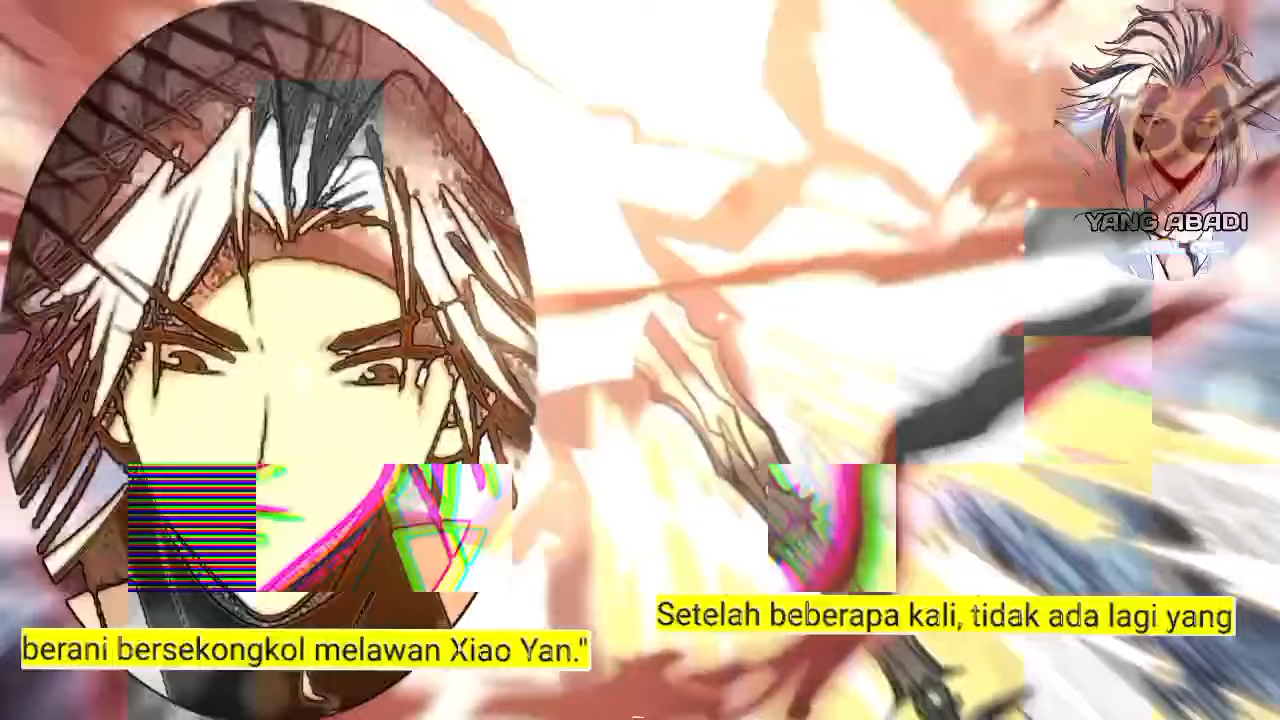 YANG ABADI
Setelah beberapa kali, tidak ada lagi yang
berani bersekongkol melawan Xiao Yan."